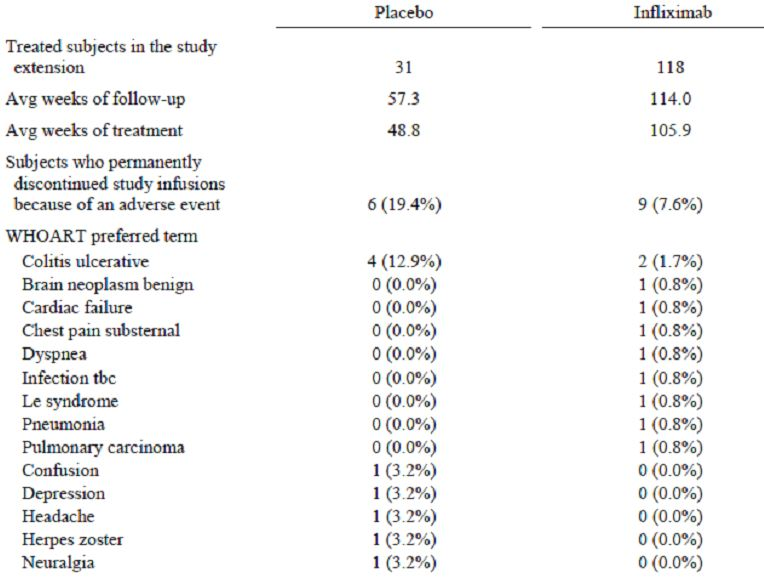 Placebo Infliximab
Treated subjects in the study
extension 31 118
Avg weeks of follow-up 57.3 114.0
Avg weeks of treatment 48.8 105.9
Subjects who permanently
discontinued study infusions
because of an adverse event 6 (19.4%) 9 (7.6%)
WHOART preferred term
Colitis ulcerative 4 (12.9%) 2 (1.7%)
Brain neoplasm benign 0 (0.0%) 1 (0.8%)
Cardiac failure 0 (0.0%) 1 (0.8%)
Chest pain substernal 0 (0.0%) 1 (0.8%)
Dyspnea 0 (0.0%) 1 (0.8%)
Infection tbc 0 (0.0%) 1 (0.8%)
Le syndrome 0 (0.0%) 1 (0.8%)
Pneumonia 0 (0.0%) 1 (0.8%)
Pulmonary carcinoma 0 (0.0%) 1 (0.8%)
Confusion 1 (3.2%) 0 (0.0%)
Depression 1 (3.2%) 0 (0.0%)
Headache 1 (3.2%) 0 (0.0%)
Herpes zoster 1 (3.2%) 0 (0.0%)
Neuralgia 1 (3.2%) 0 (0.0%)